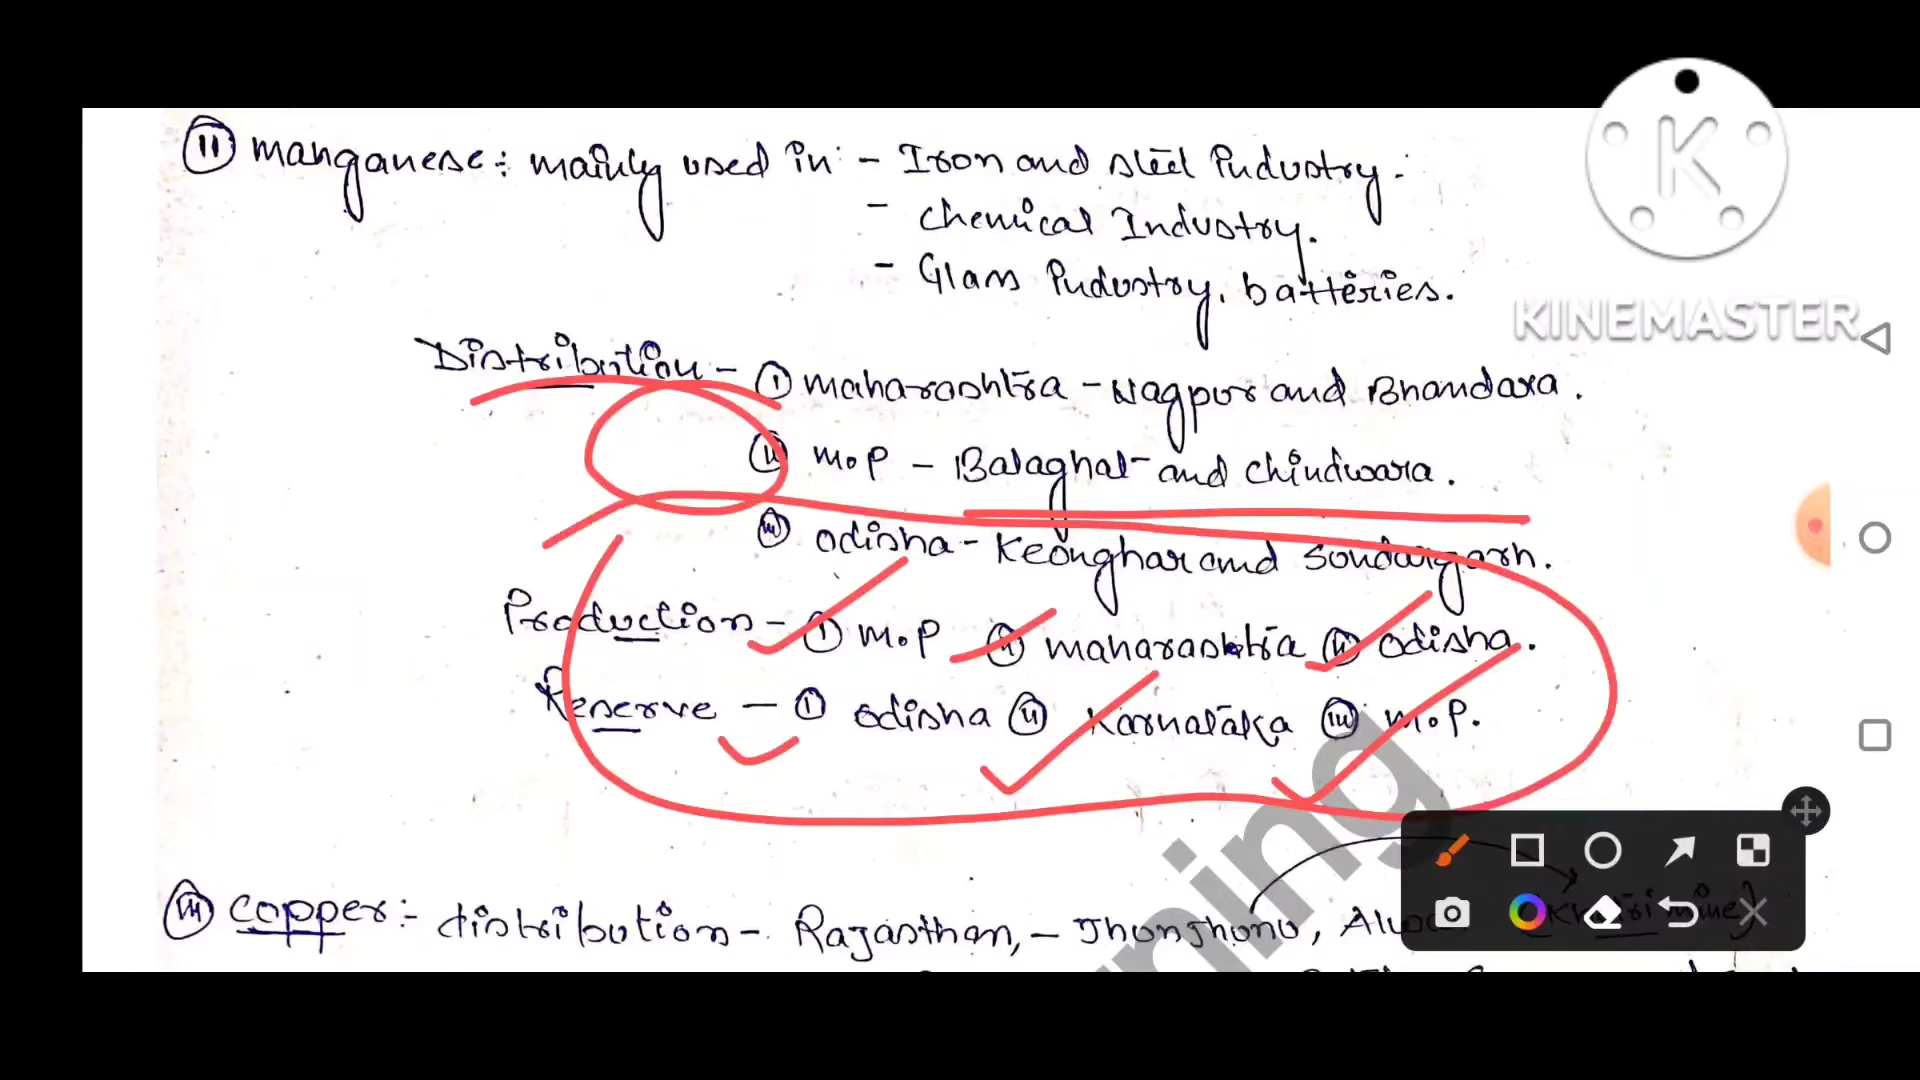 (ii) manganese :- mainly used in :- Iron and steel Industry.
- chemical Industry.
- Glass Industry, batteries.
K
KINEMASTER
Distribution - (i) maharashtra - Nagpur and Bhandara.
(ii) M.P - Balaghat and Chindwara.
(iii) odisha - Keonghar and Sundargarh.
Production - (i) M.P (ii) maharashtra (iii) odisha.
Reserve - (i) odisha (ii) Karnataka (iii) M.P.
(iii) copper :- distribution - Rajasthan, - Jhunjhunu,
ning